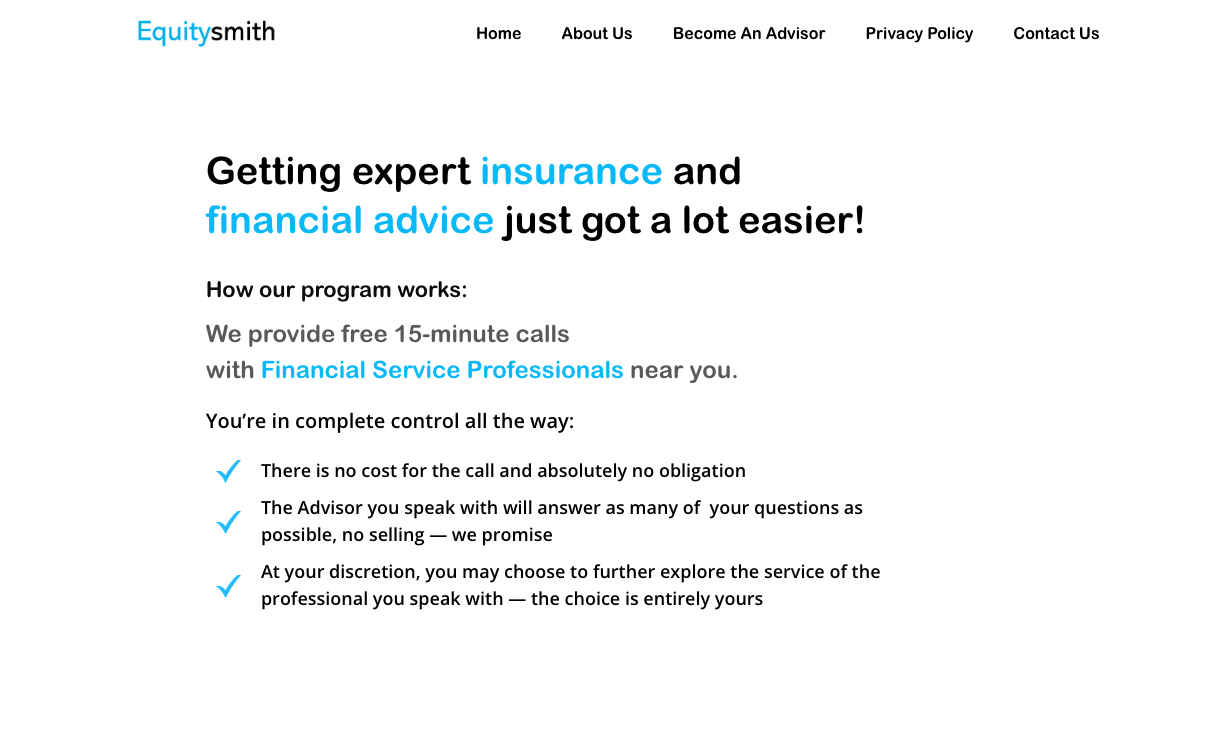 Equitysmith
Home
About Us
Become An Advisor
Privacy Policy
Contact Us
Getting expert insurance and
financial advice just got a lot easier!
How our program works:
We provide free 15-minute calls
with Financial Service Professionals near you.
You’re in complete control all the way:
There is no cost for the call and absolutely no obligation
The Advisor you speak with will answer as many of  your questions as
possible, no selling — we promise
At your discretion, you may choose to further explore the service of the
professional you speak with — the choice is entirely yours